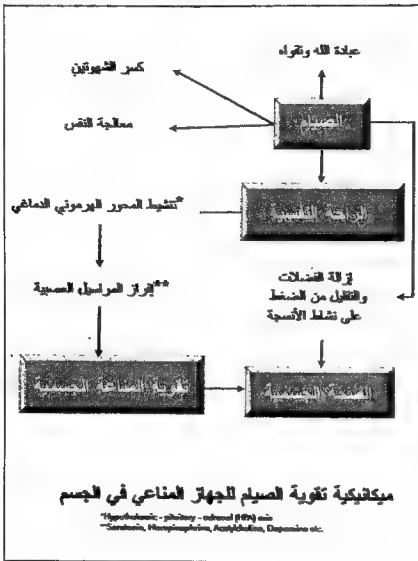 عبادة الله وتقواه
كسر الشهوتين
الصيام
معالجة النفس
الراحة النفسية
*تنشيط المحور الهرموني الدماغي
إزالة الفضلات
والتقليل من الضغط
على نشاط الأنسجة
**إفراز المراسيل العصبية
تقوية المناعة الجسمية
الصحة الجسمية
ميكانيكية تقوية الصيام للجهاز المناعي في الجسم
*Hypothalamic - pituitary - adrenal (HPA) axis
**Serotonin, Norepinephrine, Acetylcholine, Dopamine etc.